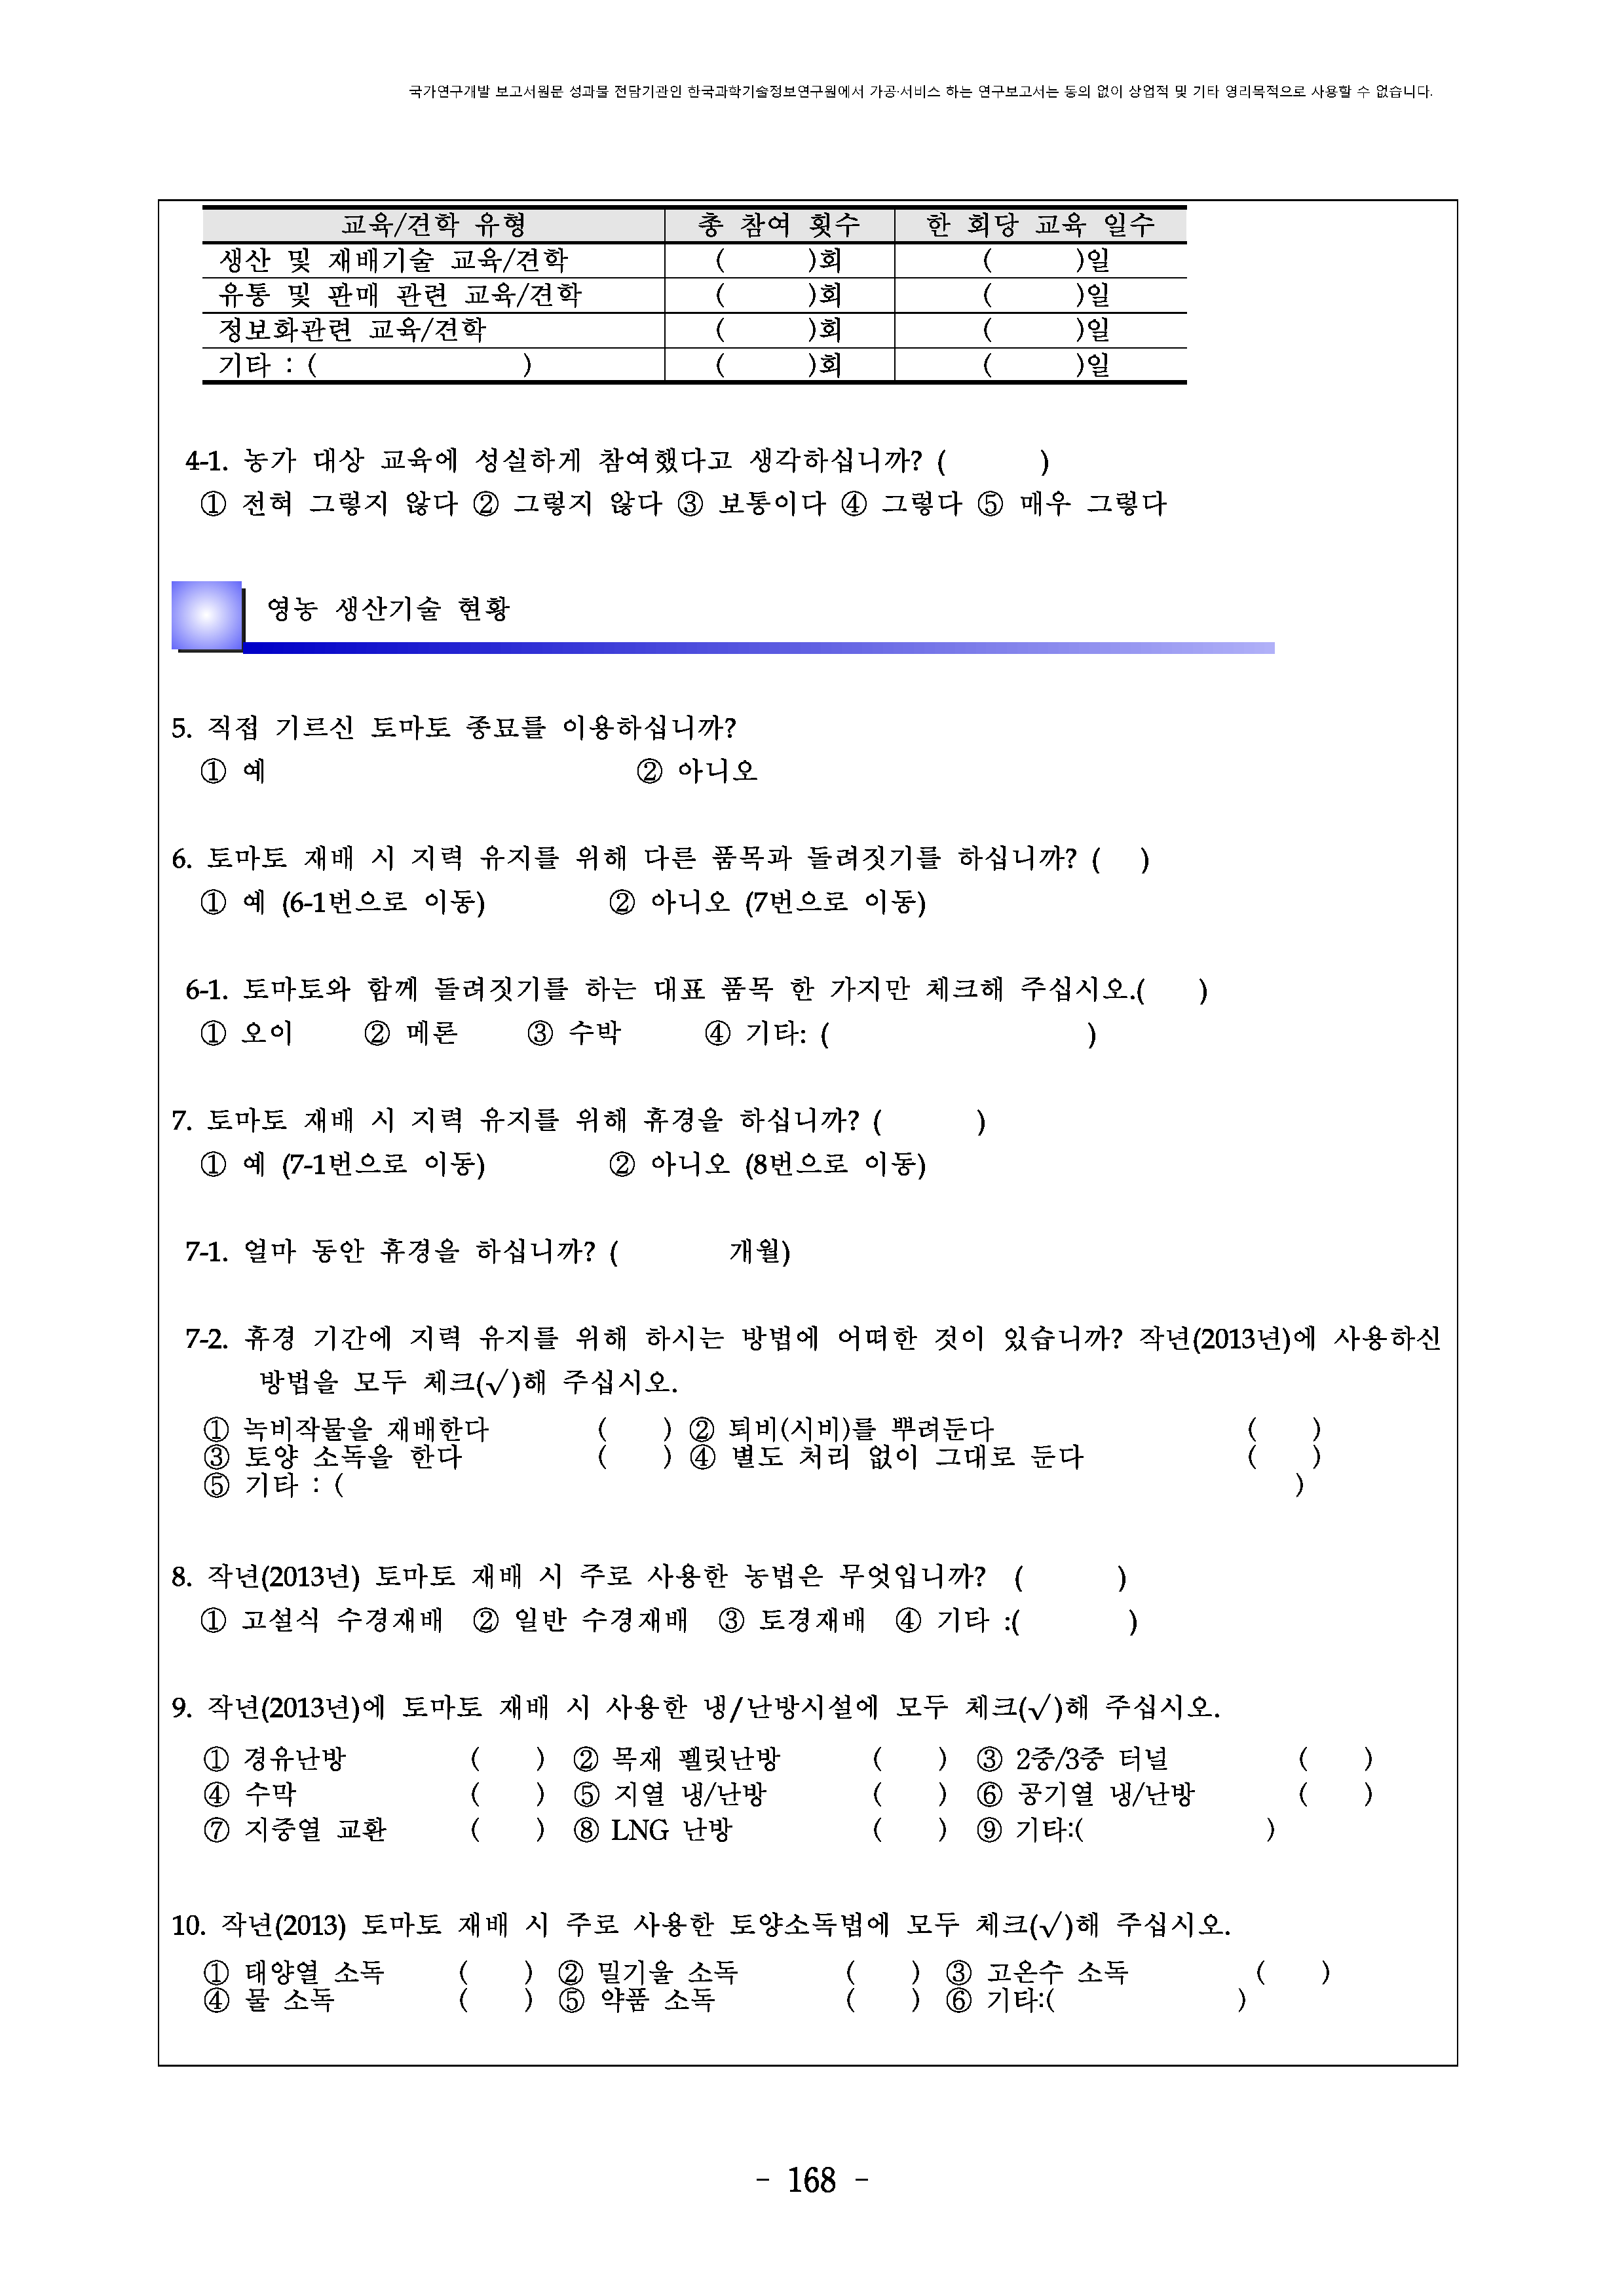 국가연구개발 보고서원문 성과물 전담기관인 한국과학기술정보연구원에서 가공·서비스 하는 연구보고서는 동의 없이 상업적 및 기타 영리목적으로 사용할 수 없습니다.
교육/견학 유형 총 참여 횟수 한 회당 교육 일수
생산 및 재배기술 교육/견학 ( )회 ( )일
유통 및 판매 관련 교육/견학 ( )회 ( )일
정보화관련 교육/견학 ( )회 ( )일
기타 : ( ) ( )회 ( )일
4-1. 농가 대상 교육에 성실하게 참여했다고 생각하십니까? ( )
① 전혀 그렇지 않다 ② 그렇지 않다 ③ 보통이다 ④ 그렇다 ⑤ 매우 그렇다
영농 생산기술 현황
5. 직접 기르신 토마토 종묘를 이용하십니까?
① 예 ② 아니오
6. 토마토 재배 시 지력 유지를 위해 다른 품목과 돌려짓기를 하십니까? ( )
① 예 (6-1번으로 이동) ② 아니오 (7번으로 이동)
6-1. 토마토와 함께 돌려짓기를 하는 대표 품목 한 가지만 체크해 주십시오.( )
① 오이 ② 메론 ③ 수박 ④ 기타: ( )
7. 토마토 재배 시 지력 유지를 위해 휴경을 하십니까? ( )
① 예 (7-1번으로 이동) ② 아니오 (8번으로 이동)
7-1. 얼마 동안 휴경을 하십니까? ( 개월)
7-2. 휴경 기간에 지력 유지를 위해 하시는 방법에 어떠한 것이 있습니까? 작년(2013년)에 사용하신
방법을 모두 체크(√)해 주십시오.
① 녹비작물을 재배한다 ( ) ② 퇴비(시비)를 뿌려둔다 ( )
③ 토양 소독을 한다 ( ) ④ 별도 처리 없이 그대로 둔다 ( )
⑤ 기타 : ( )
8. 작년(2013년) 토마토 재배 시 주로 사용한 농법은 무엇입니까? ( )
① 고설식 수경재배 ② 일반 수경재배 ③ 토경재배 ④ 기타 :( )
9. 작년(2013년)에 토마토 재배 시 사용한 냉/난방시설에 모두 체크(√)해 주십시오.
① 경유난방 ( ) ② 목재 펠릿난방 ( ) ③ 2중/3중 터널 ( )
④ 수막 ( ) ⑤ 지열 냉/난방 ( ) ⑥ 공기열 냉/난방 ( )
⑦ 지중열 교환 ( ) ⑧ LNG 난방 ( ) ⑨ 기타:( )
10. 작년(2013) 토마토 재배 시 주로 사용한 토양소독법에 모두 체크(√)해 주십시오.
① 태양열 소독 ( ) ② 밀기울 소독 ( ) ③ 고온수 소독 ( )
④ 물 소독 ( ) ⑤ 약품 소독 ( ) ⑥ 기타:( )
- 168 -